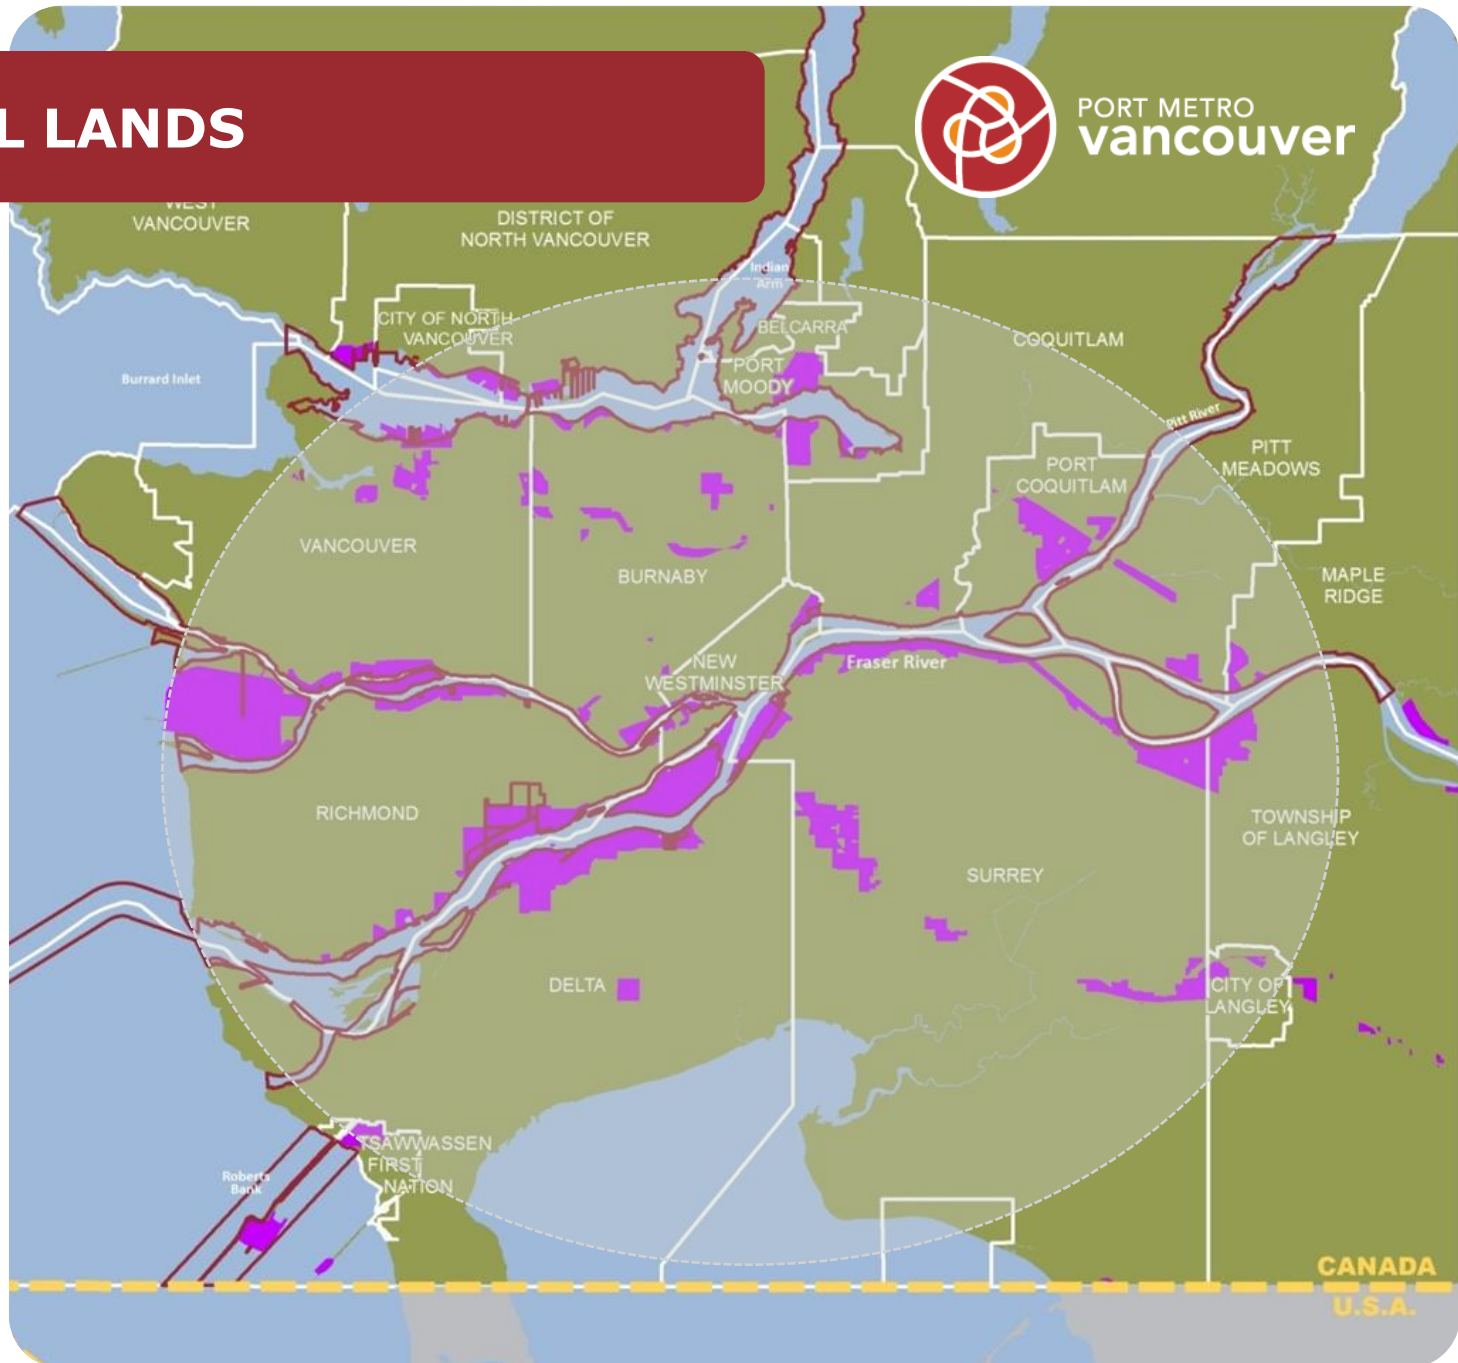 L LANDS
PORT METRO
vancouver
WEST
VANCOUVER
DISTRICT OF
NORTH VANCOUVER
Indian
Arm
CITY OF NORTH
VANCOUVER
BELCARRA
COQUITLAM
PORT
MOODY
Burrard Inlet
Pitt River
PITT
MEADOWS
PORT
COQUITLAM
VANCOUVER
BURNABY
MAPLE
RIDGE
NEW
WESTMINSTER
Fraser River
RICHMOND
TOWNSHIP
OF LANGLEY
SURREY
DELTA
CITY OF
LANGLEY
TSAWWASSEN
FIRST
NATION
Roberts
Bank
CANADA
U.S.A.